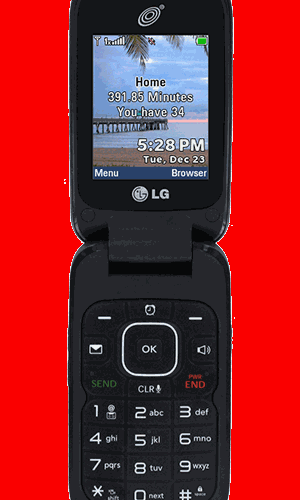 Home
391.85 Minutes
You have 34
5:28 PM
Tue, Dec 23
Menu Browser
LG
OK
SEND CLR PWR END
1 2 abc 3 def
4 ghi 5 jkl 6 mno
7 pqrs 8 tuv 9 wxyz
* 0 next #